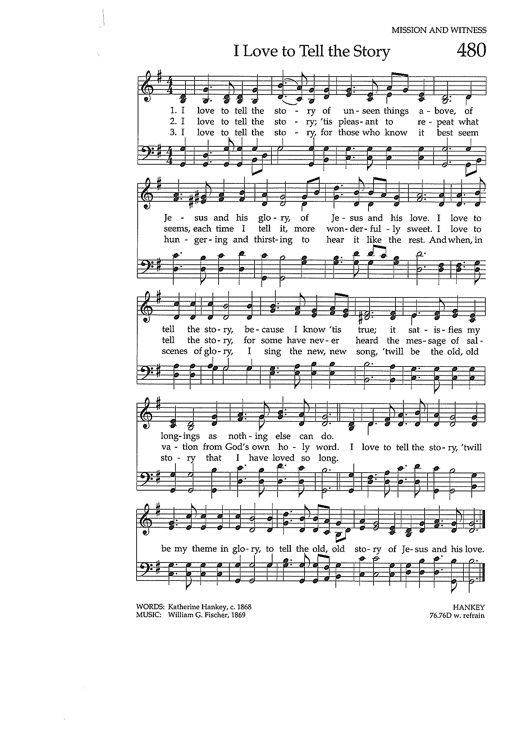 MISSION AND WITNESS
I Love to Tell the Story 480
1. I love to tell the sto - ry of un - seen things a - bove, of
2. I love to tell the sto - ry; 'tis pleas - ant to re - peat what
3. I love to tell the sto - ry, for those who know it best seem
Je - sus and his glo - ry, of Je - sus and his love. I love to
seems, each time I tell it, more won - der - ful - ly sweet. I love to
hun - ger - ing and thirst - ing to hear it like the rest. And when, in
tell the sto - ry, be - cause I know 'tis true; it sat - is - fies my
tell the sto - ry, for some have nev - er heard the mes - sage of sal -
scenes of glo - ry, I sing the new, new song, 'twill be the old, old
long - ings as noth - ing else can do.
va - tion from God's own ho - ly word. I love to tell the sto - ry, 'twill
sto - ry that I have loved so long.
be my theme in glo - ry, to tell the old, old sto - ry of Je - sus and his love.
WORDS: Katherine Hankey, c. 1868 HANKEY
MUSIC: William G. Fischer, 1869 76.76D w. refrain